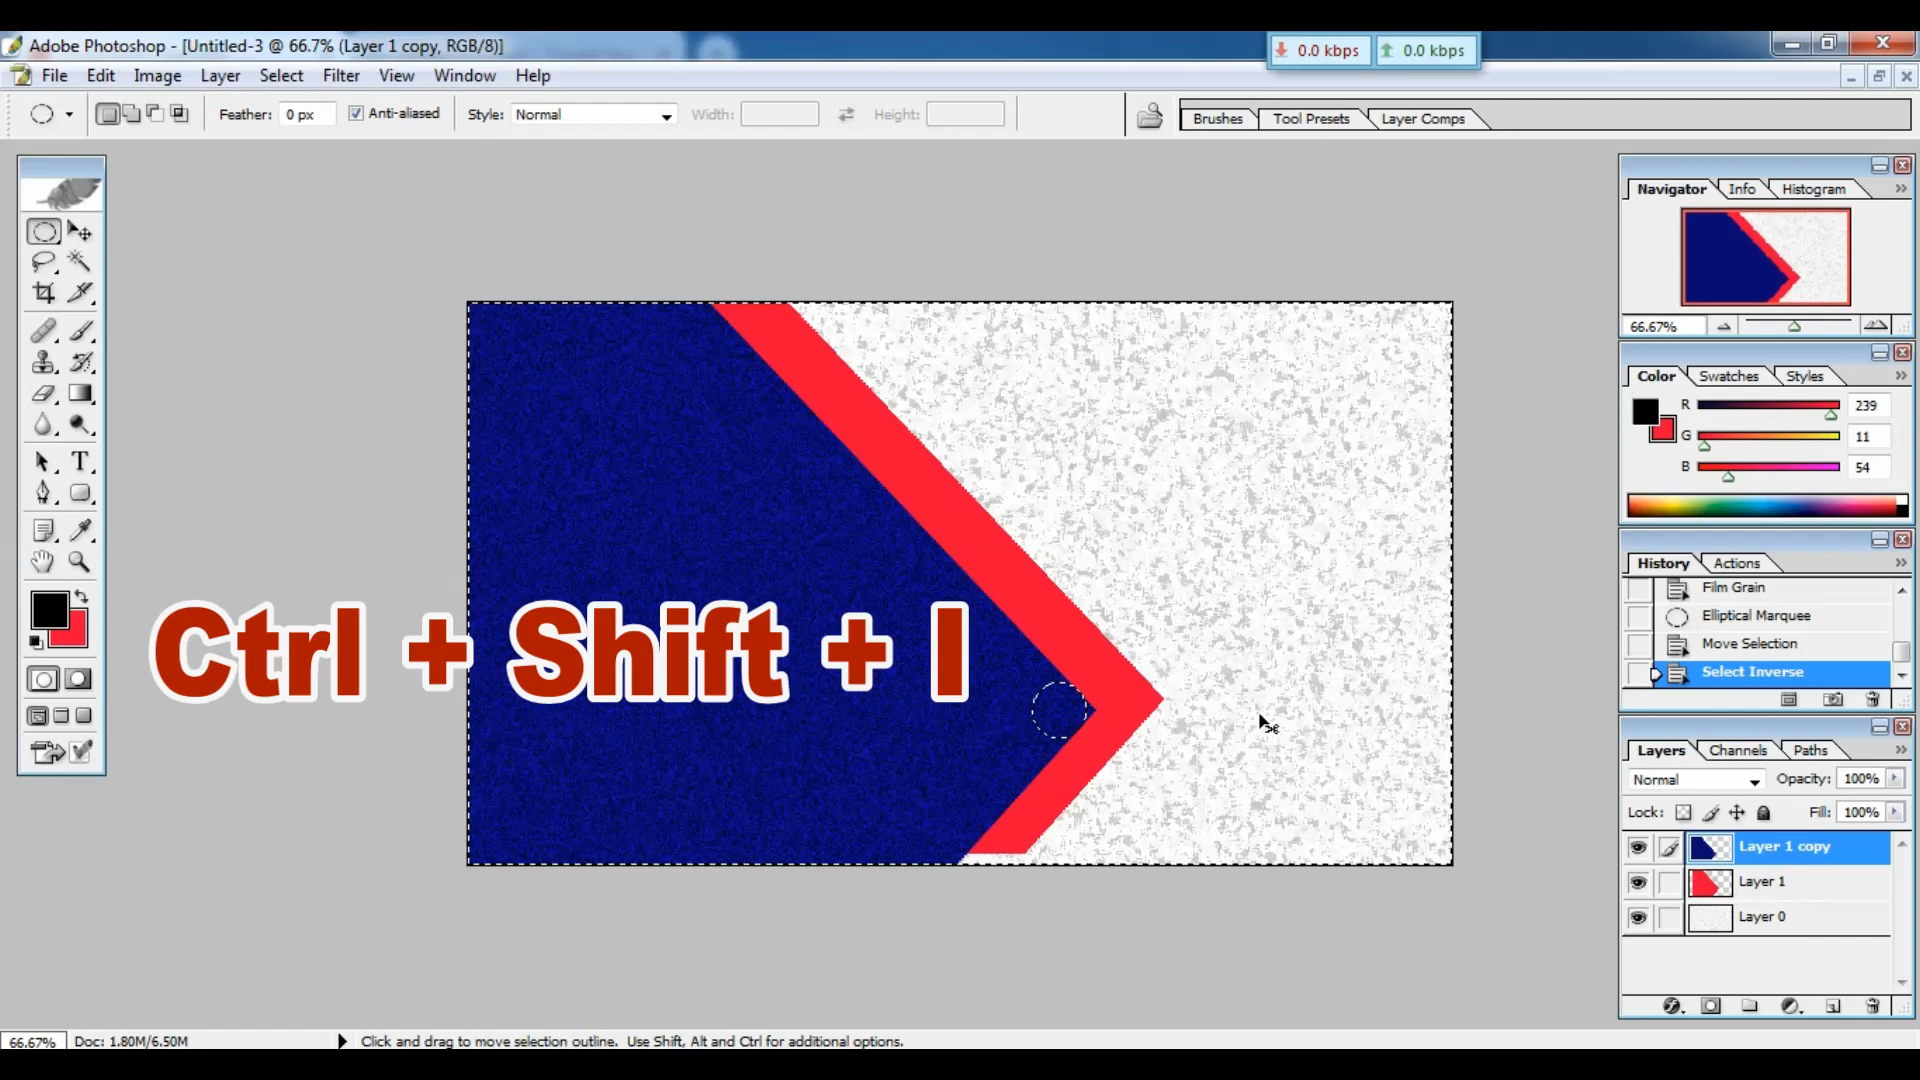 Adobe Photoshop - [Untitled-3 @ 66.7% (Layer 1 copy, RGB/8)]
0.0 kbps 0.0 kbps
File Edit Image Layer Select Filter View Window Help
Feather: 0 px Anti-aliased Style: Normal Width: Height: Brushes Tool Presets Layer Comps
Navigator Info Histogram
66.67%
Color Swatches Styles
R 239
G 11
B 54
T
History Actions
Film Grain
Elliptical Marquee
Move Selection
Select Inverse
Ctrl + Shift + I
Layers Channels Paths
Normal Opacity: 100%
Lock: Fill: 100%
Layer 1 copy
Layer 1
Layer 0
66.67% Doc: 1.80M/6.50M Click and drag to move selection outline. Use Shift, Alt and Ctrl for additional options.